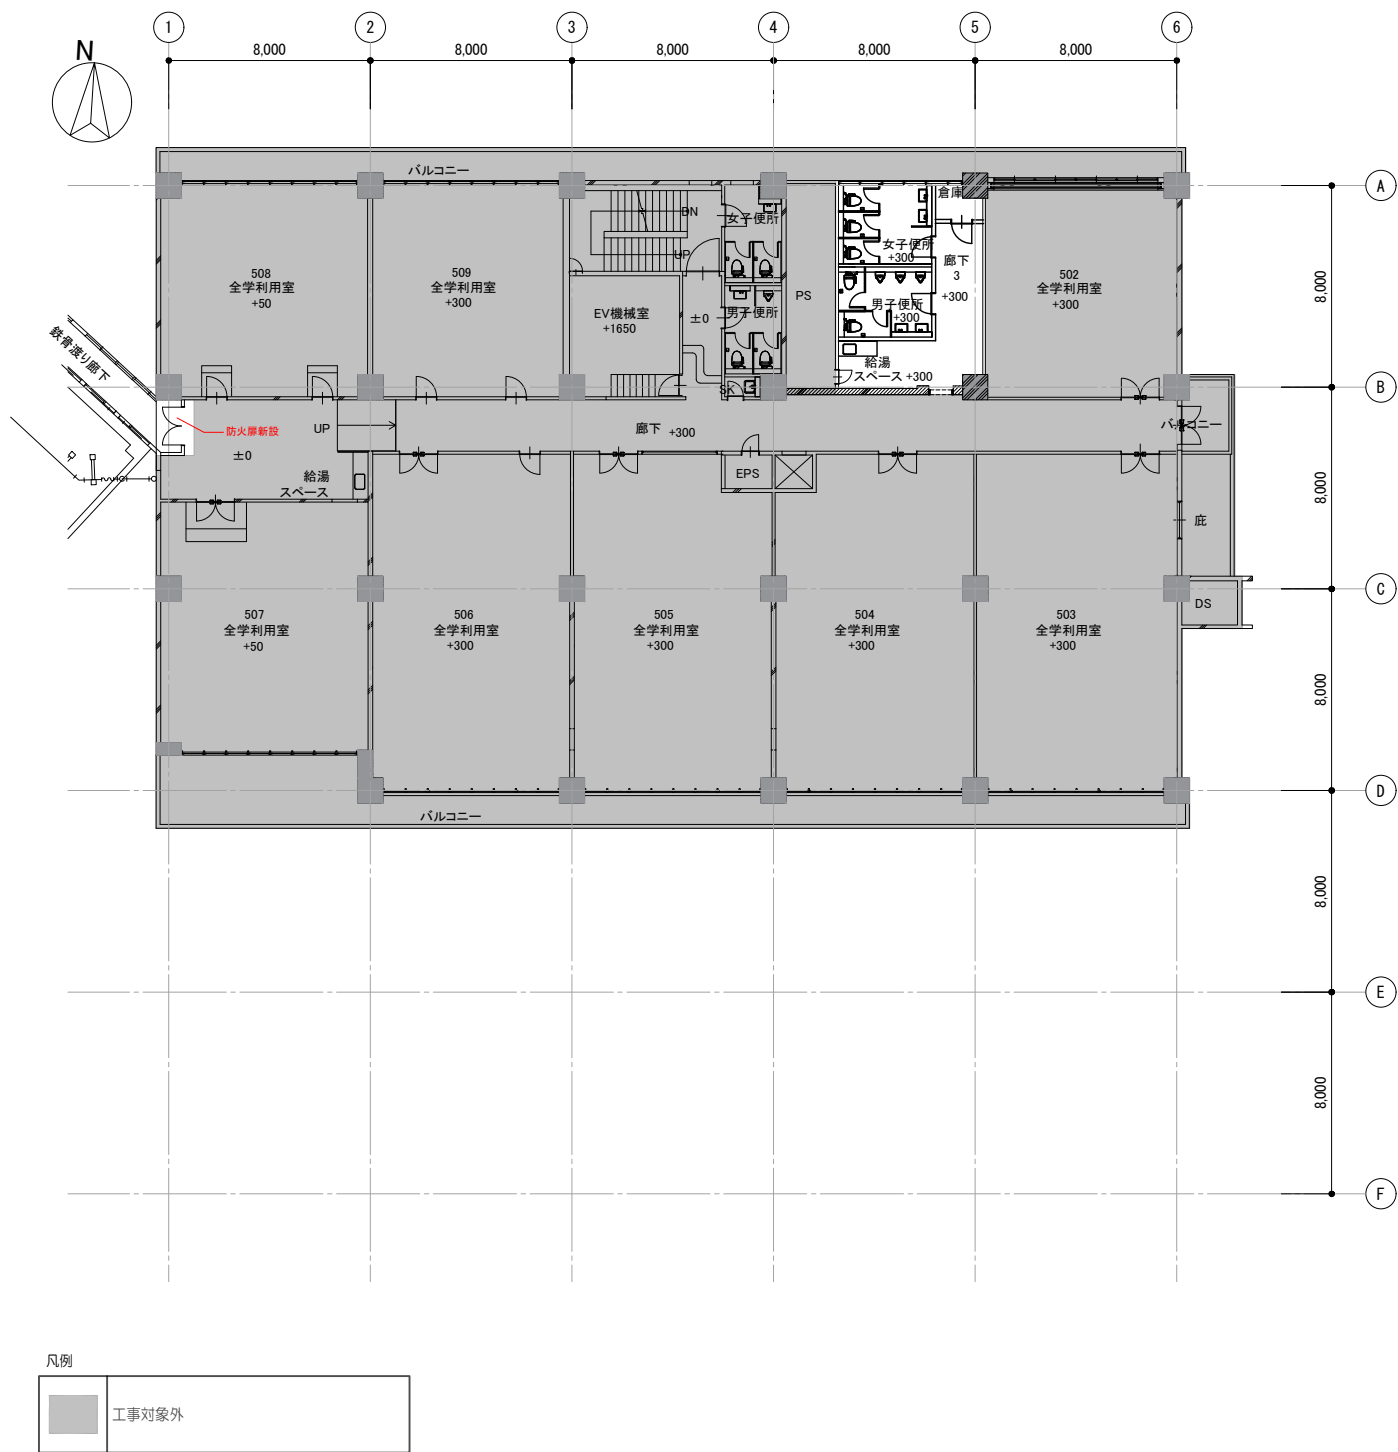 1
2
3
4
5
6
8,000
8,000
8,000
8,000
8,000
N
バルコニー
A
倉庫
DN
女子便所
UP
女子便所
+300
廊下
3
+300
508
全学利用室
+50
509
全学利用室
+300
502
全学利用室
+300
8,000
EV機械室
+1650
±0
男子便所
PS
男子便所
+300
鉄骨渡り廊下
給湯
スペース +300
SK
B
防火扉新設
UP
廊下 +300
バルコニー
±0
給湯
スペース
EPS
8,000
庇
C
DS
507
全学利用室
+50
506
全学利用室
+300
505
全学利用室
+300
504
全学利用室
+300
503
全学利用室
+300
8,000
D
バルコニー
8,000
E
8,000
F
凡例
工事対象外